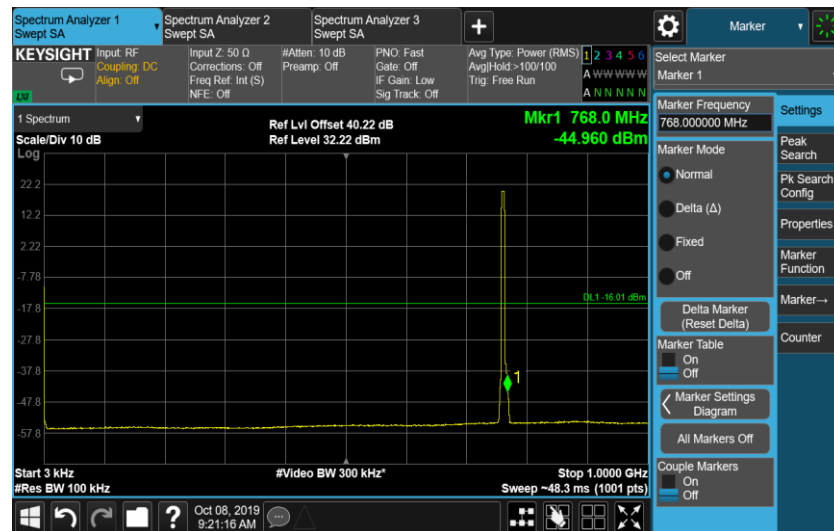 Spectrum Analyzer 1
Swept SA
Spectrum Analyzer 2
Swept SA
Spectrum Analyzer 3
Swept SA
Marker
KEYSIGHT
Input: RF
Coupling: DC
Align: Off
Input Z: 50 Ω
Corrections: Off
Freq Ref: Int (S)
NFE: Off
#Atten: 10 dB
Preamp: Off
PNO: Fast
Gate: Off
IF Gain: Low
Sig Track: Off
Avg Type: Power (RMS)
Avg|Hold:>100/100
Trig: Free Run
1 2 3 4 5 6
A W W W W W
A N N N N N
LXI
Select Marker
Marker 1
1 Spectrum
Scale/Div 10 dB
Log
Ref Lvl Offset 40.22 dB
Ref Level 32.22 dBm
Mkr1 768.0 MHz
-44.960 dBm
22.2
12.2
2.22
-7.78
-17.8
-27.8
-37.8
-47.8
-57.8
DL1 -16.01 dBm
1
Start 3 kHz
#Res BW 100 kHz
#Video BW 300 kHz*
Stop 1.0000 GHz
Sweep ~48.3 ms (1001 pts)
Marker Frequency
768.000000 MHz
Marker Mode
Normal
Delta (Δ)
Fixed
Off
Delta Marker
(Reset Delta)
Marker Table
On
Off
Marker Settings
Diagram
All Markers Off
Couple Markers
On
Off
Settings
Peak
Search
Pk Search
Config
Properties
Marker
Function
Marker→
Counter
?
Oct 08, 2019
9:21:16 AM